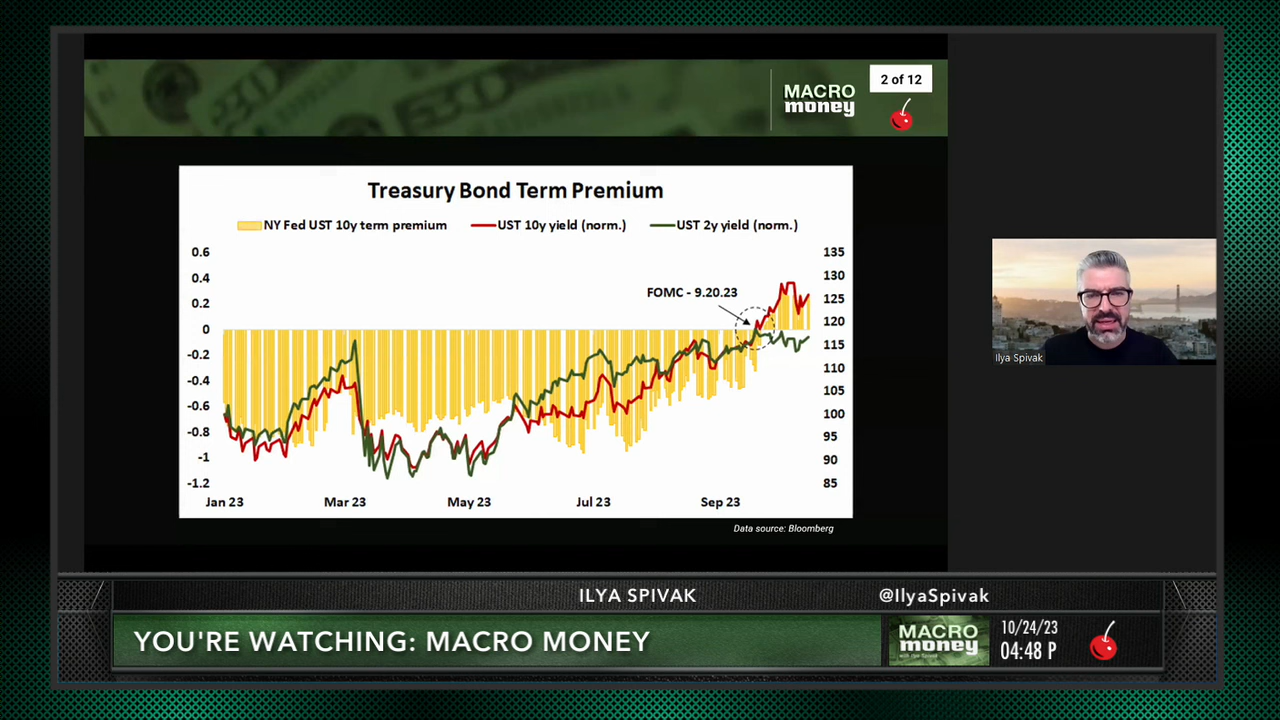 MACRO
money
2 of 12
Treasury Bond Term Premium
NY Fed UST 10y term premium UST 10y yield (norm.) UST 2y yield (norm.)
0.6 135
0.4 130
FOMC - 9.20.23
0.2 125
0 120
-0.2 115
-0.4 110
-0.6 105
100
-0.8 95
-1 90
-1.2 85
Jan 23 Mar 23 May 23 Jul 23 Sep 23
Data source: Bloomberg
Ilya Spivak
ILYA SPIVAK @IlyaSpivak
YOU'RE WATCHING: MACRO MONEY
MACRO
money
with Ilya Spivak
10/24/23
04:48 P